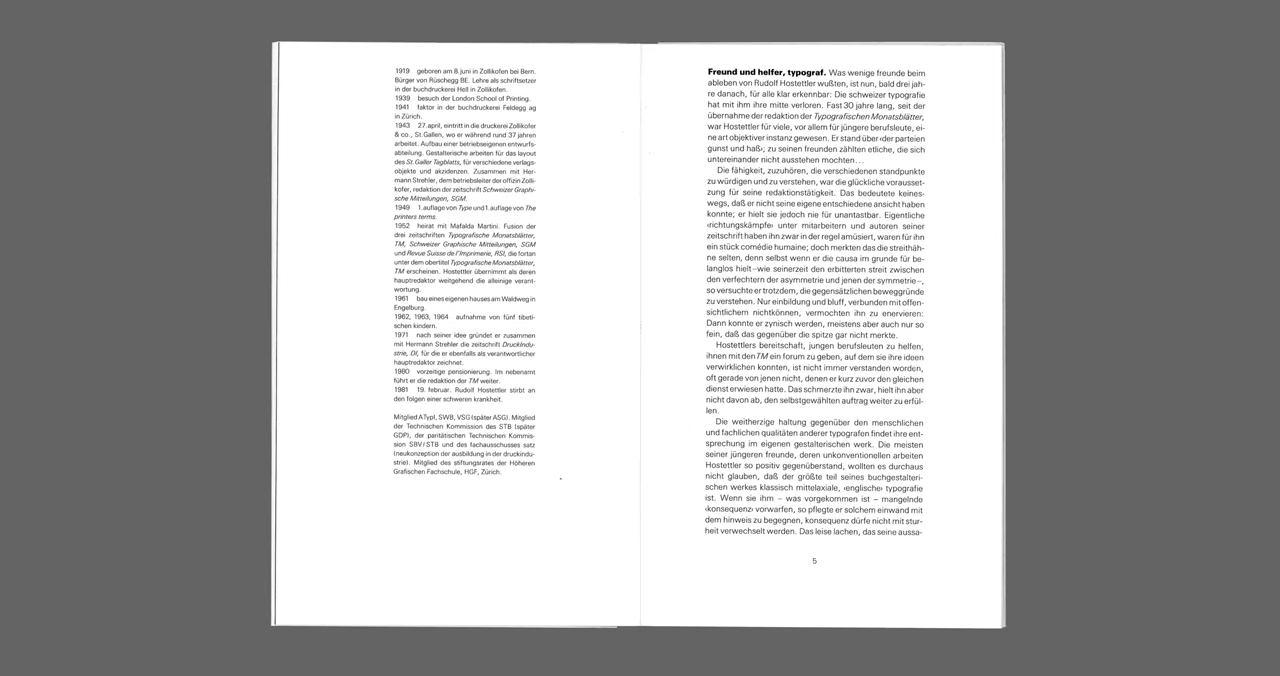 1919 geboren am 8. juni in Zollikofen bei Bern.
Bürger von Rüschegg BE. Lehre als schriftsetzer
in der buchdruckerei Hell in Zollikofen.
1939 besuch der London School of Printing.
1941 faktor in der buchdruckerei Feldegg ag
in Zürich.
1943 27. april, eintritt in die druckerei Zollikofer
& co., St. Gallen, wo er während rund 37 jahren
arbeitet. Aufbau einer betriebseigenen entwurfs-
abteilung. Gestalterische arbeiten für das layout
des St. Galler Tagblatts, für verschiedene verlags-
objekte und akzidenzen. Zusammen mit Her-
mann Strehler, dem betriebsleiter der offizin Zolli-
kofer, redaktion der zeitschrift Schweizer Graphi-
sche Mitteilungen, SGM.
1949 1. auflage von Type und 1. auflage von The
printers terms.
1952 heirat mit Mafalda Martini. Fusion der
drei zeitschriften Typografische Monatsblätter,
TM, Schweizer Graphische Mitteilungen, SGM
und Revue Suisse de l'Imprimerie, RSI, die fortan
unter dem obertitel Typografische Monatsblätter,
TM erscheinen. Hostettler übernimmt als deren
hauptredaktor weitgehend die alleinige verant-
wortung.
1961 bau eines eigenen hauses am Waldweg in
Engelburg.
1962, 1963, 1964 aufnahme von fünf tibeti-
schen kindern.
1971 nach seiner idee gründet er zusammen
mit Hermann Strehler die zeitschrift Druckindu-
strie, DI, für die er ebenfalls als verantwortlicher
hauptredaktor zeichnet.
1980 vorzeitige pensionierung. Im nebenamt
führt er die redaktion der TM weiter.
1981 19. februar. Rudolf Hostettler stirbt an
den folgen einer schweren krankheit.
Mitglied ATypI, SWB, VSG (später ASG). Mitglied
der Technischen Kommission des STB (später
GDP), der paritätischen Technischen Kommis-
sion SBV/STB und des fachausschusses satz
(neukonzeption der ausbildung in der druckindu-
strie). Mitglied des stiftungsrates der Höheren
Grafischen Fachschule, HGF, Zürich.
Freund und helfer, typograf. Was wenige freunde beim
ableben von Rudolf Hostettler wußten, ist nun, bald drei jah-
re danach, für alle klar erkennbar: Die schweizer typografie
hat mit ihm ihre mitte verloren. Fast 30 jahre lang, seit der
übernahme der redaktion der Typografischen Monatsblätter,
war Hostettler für viele, vor allem für jüngere berufsleute, ei-
ne art objektiver instanz gewesen. Er stand über ‹der parteien
gunst und haß›; zu seinen freunden zählten etliche, die sich
untereinander nicht ausstehen mochten...
Die fähigkeit, zuzuhören, die verschiedenen standpunkte
zu würdigen und zu verstehen, war die glückliche vorausset-
zung für seine redaktionstätigkeit. Das bedeutete keines-
wegs, daß er nicht seine eigene entschiedene ansicht haben
konnte; er hielt sie jedoch nie für unantastbar. Eigentliche
‹richtungskämpfe› unter mitarbeitern und autoren seiner
zeitschrift haben ihn zwar in der regel amüsiert, waren für ihn
ein stück comédie humaine; doch merkten das die streithäh-
ne selten, denn selbst wenn er die causa im grunde für be-
langlos hielt – wie seinerzeit den erbitterten streit zwischen
den verfechtern der asymmetrie und jenen der symmetrie –,
so versuchte er trotzdem, die gegensätzlichen beweggründe
zu verstehen. Nur einbildung und bluff, verbunden mit offen-
sichtlichem nichtkönnen, vermochten ihn zu enervieren:
Dann konnte er zynisch werden, meistens aber auch nur so
fein, daß das gegenüber die spitze gar nicht merkte.
Hostettlers bereitschaft, jungen berufsleuten zu helfen,
ihnen mit den TM ein forum zu geben, auf dem sie ihre ideen
verwirklichen konnten, ist nicht immer verstanden worden,
oft gerade von jenen nicht, denen er kurz zuvor den gleichen
dienst erwiesen hatte. Das schmerzte ihn zwar, hielt ihn aber
nicht davon ab, den selbstgewählten auftrag weiter zu erfül-
len.
Die weitherzige haltung gegenüber den menschlichen
und fachlichen qualitäten anderer typografen findet ihre ent-
sprechung im eigenen gestalterischen werk. Die meisten
seiner jüngeren freunde, deren unkonventionellen arbeiten
Hostettler so positiv gegenüberstand, wollten es durchaus
nicht glauben, daß der größte teil seines buchgestalteri-
schen werkes klassisch mittelaxiale, ‹englische› typografie
ist. Wenn sie ihm – was vorgekommen ist – mangelnde
‹konsequenz› vorwarfen, so pflegte er solchem einwand mit
dem hinweis zu begegnen, konsequenz dürfe nicht mit stur-
heit verwechselt werden. Das leise lachen, das seine aussa-
5